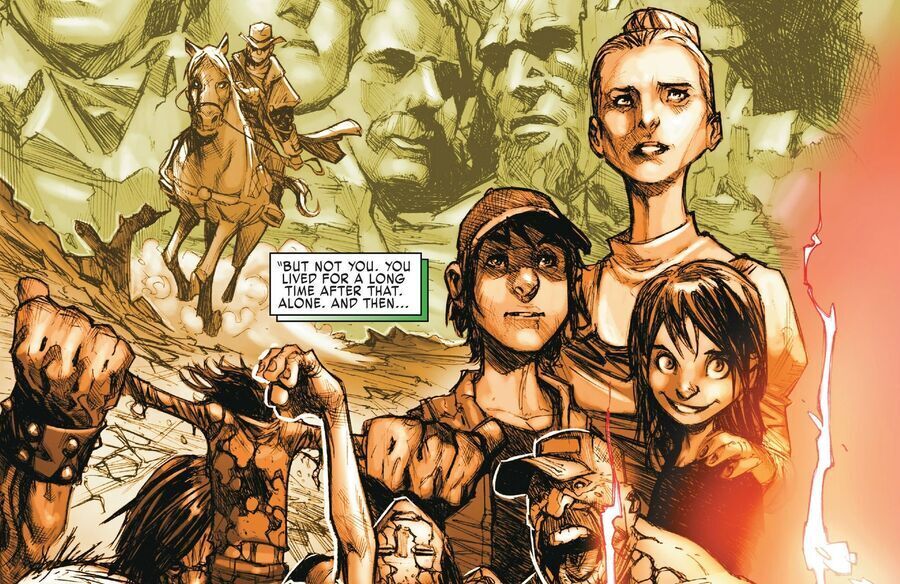 "BUT NOT YOU. YOU
LIVED FOR A LONG
TIME AFTER THAT.
ALONE. AND THEN...